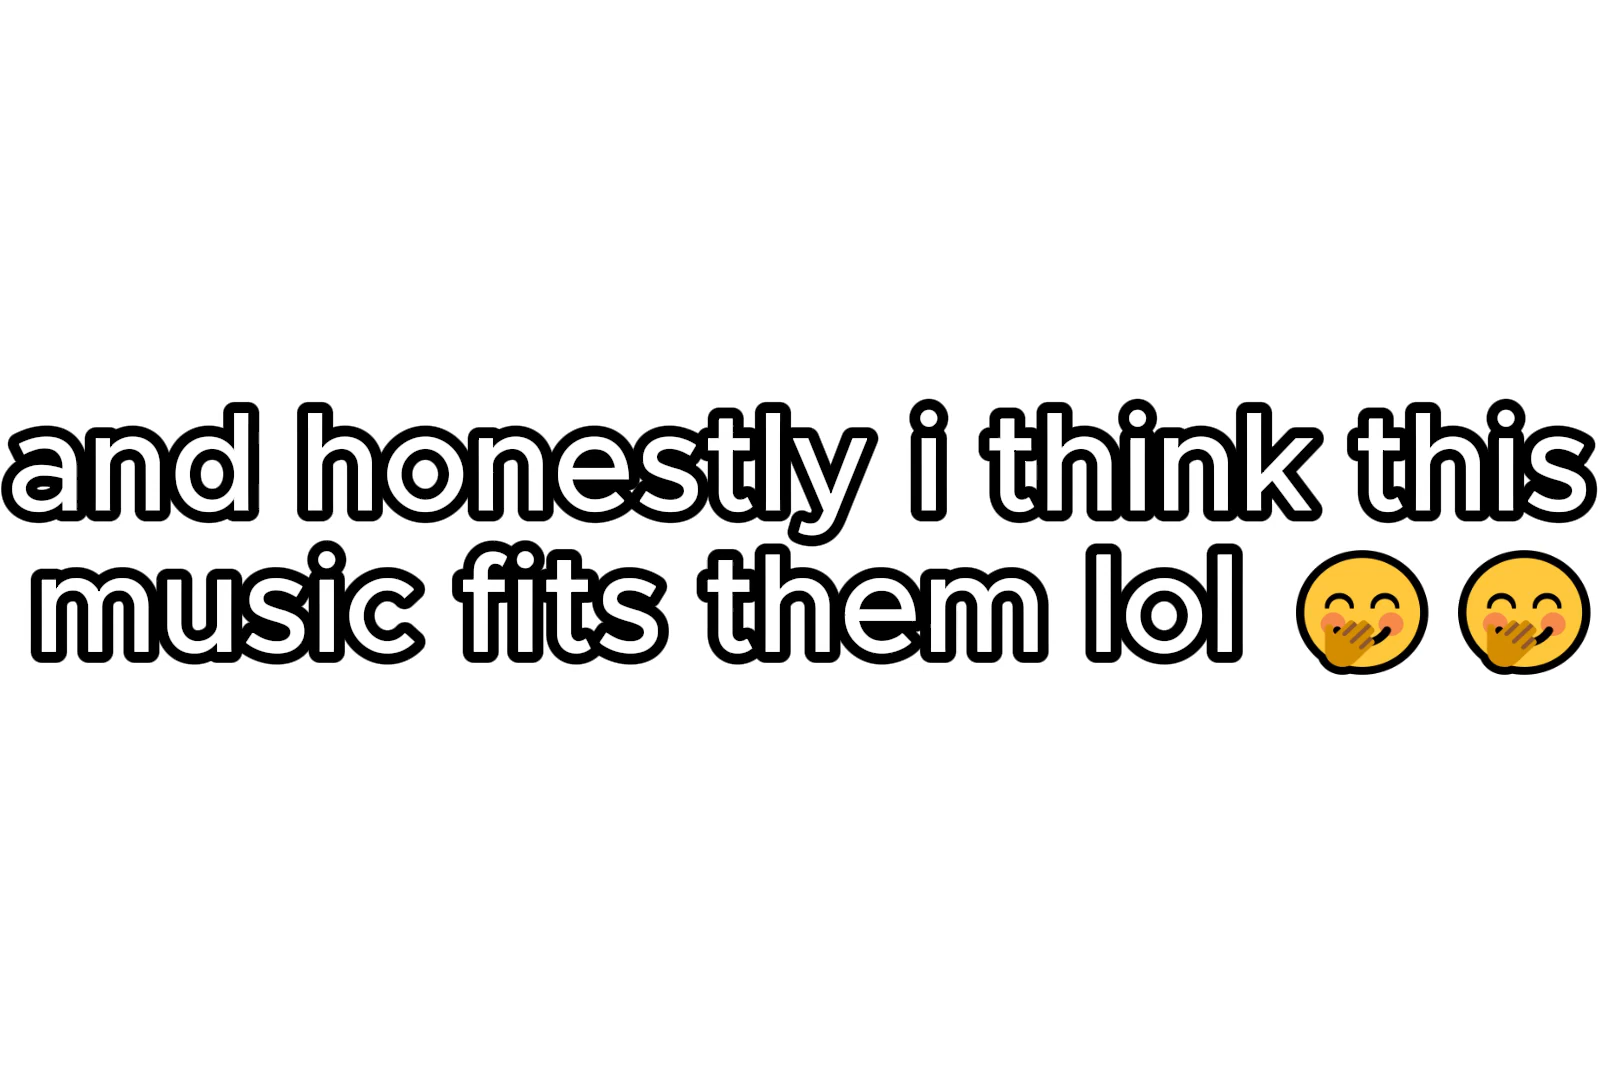 and honestly i think this
music fits them lol 🤭 🤭